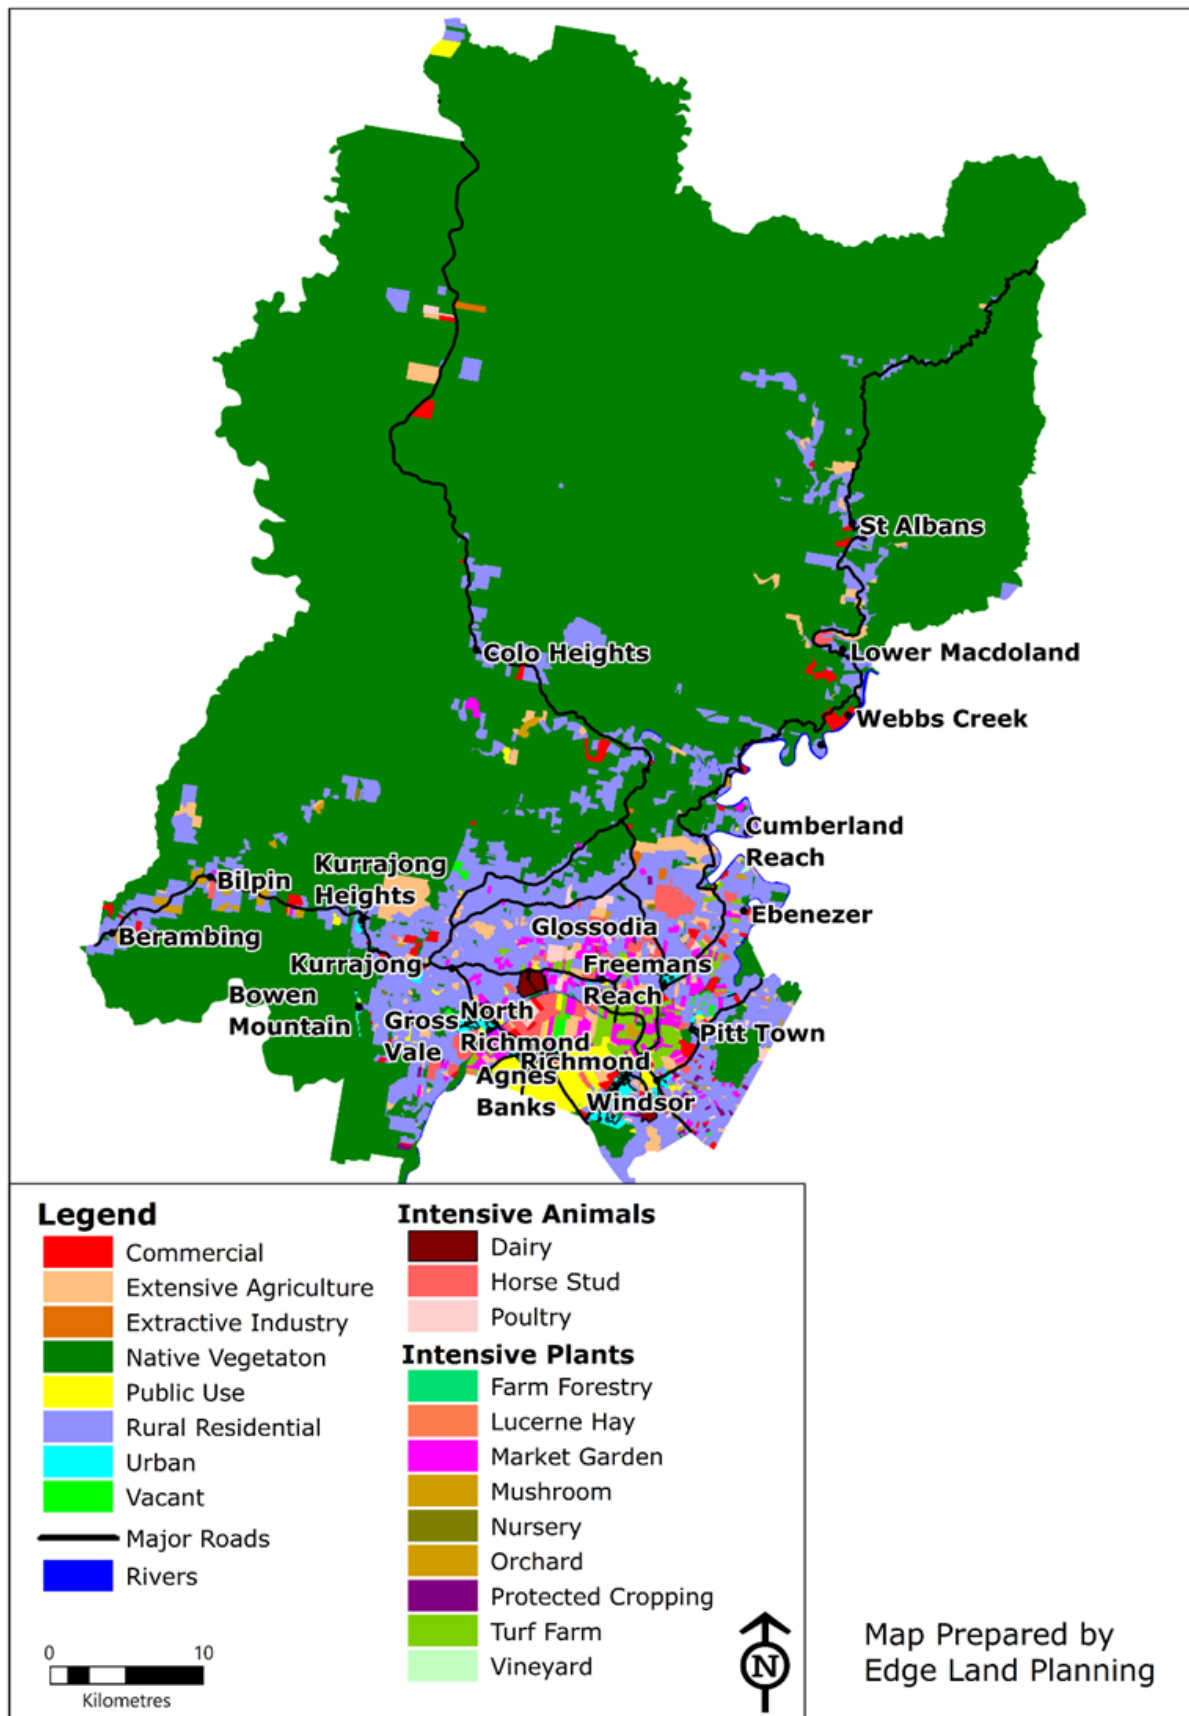 St Albans
Colo Heights
Lower Macdoland
Webbs Creek
Cumberland
Reach
Kurrajong
Heights
Bilpin
Ebenezer
Glossodia
Berambing
Kurrajong
Freemans
Reach
Bowen
Mountain
Gross
Vale
North
Richmond
Pitt Town
Richmond
Agnes
Banks
Windsor
Legend
Commercial
Extensive Agriculture
Extractive Industry
Native Vegetaton
Public Use
Rural Residential
Urban
Vacant
Major Roads
Rivers
0 10
Kilometres
Intensive Animals
Dairy
Horse Stud
Poultry
Intensive Plants
Farm Forestry
Lucerne Hay
Market Garden
Mushroom
Nursery
Orchard
Protected Cropping
Turf Farm
Vineyard
N
Map Prepared by
Edge Land Planning